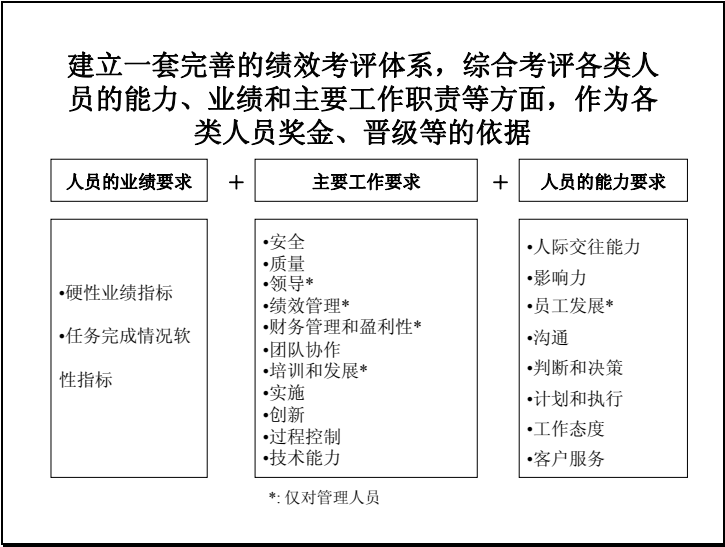 建立一套完善的绩效考评体系，综合考评各类人
员的能力、业绩和主要工作职责等方面，作为各
类人员奖金、晋级等的依据
人员的业绩要求
+
主要工作要求
+
人员的能力要求
•硬性业绩指标
•任务完成情况软
性指标
•安全
•质量
•领导*
•绩效管理*
•财务管理和盈利性*
•团队协作
•培训和发展*
•实施
•创新
•过程控制
•技术能力
•人际交往能力
•影响力
•员工发展*
•沟通
•判断和决策
•计划和执行
•工作态度
•客户服务
*: 仅对管理人员